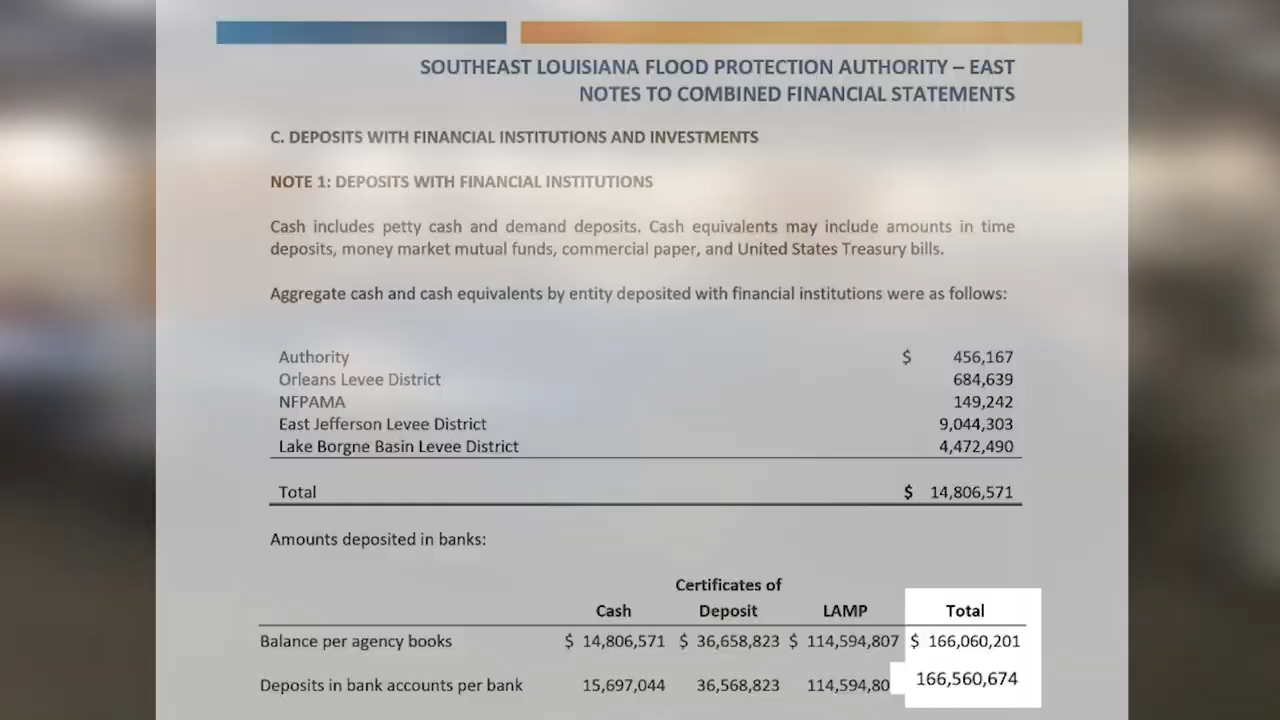 SOUTHEAST LOUISIANA FLOOD PROTECTION AUTHORITY – EAST
NOTES TO COMBINED FINANCIAL STATEMENTS
C. DEPOSITS WITH FINANCIAL INSTITUTIONS AND INVESTMENTS
NOTE 1: DEPOSITS WITH FINANCIAL INSTITUTIONS
Cash includes petty cash and demand deposits. Cash equivalents may include amounts in time
deposits, money market mutual funds, commercial paper, and United States Treasury bills.
Aggregate cash and cash equivalents by entity deposited with financial institutions were as follows:
Authority $ 456,167
Orleans Levee District 684,639
NFPAMA 149,242
East Jefferson Levee District 9,044,303
Lake Borgne Basin Levee District 4,472,490
Total $ 14,806,571
Amounts deposited in banks:
Certificates of
Cash Deposit LAMP Total
Balance per agency books $ 14,806,571 $ 36,658,823 $ 114,594,807 $ 166,060,201
Deposits in bank accounts per bank 15,697,044 36,568,823 114,594,80 166,560,674